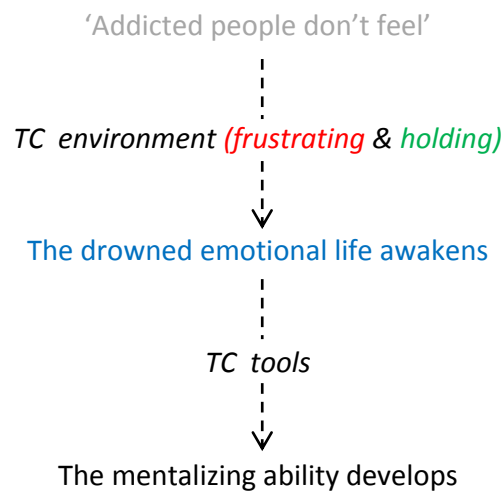 ‘Addicted people don’t feel’
TC environment (frustrating & holding)
The drowned emotional life awakens
TC tools
The mentalizing ability develops